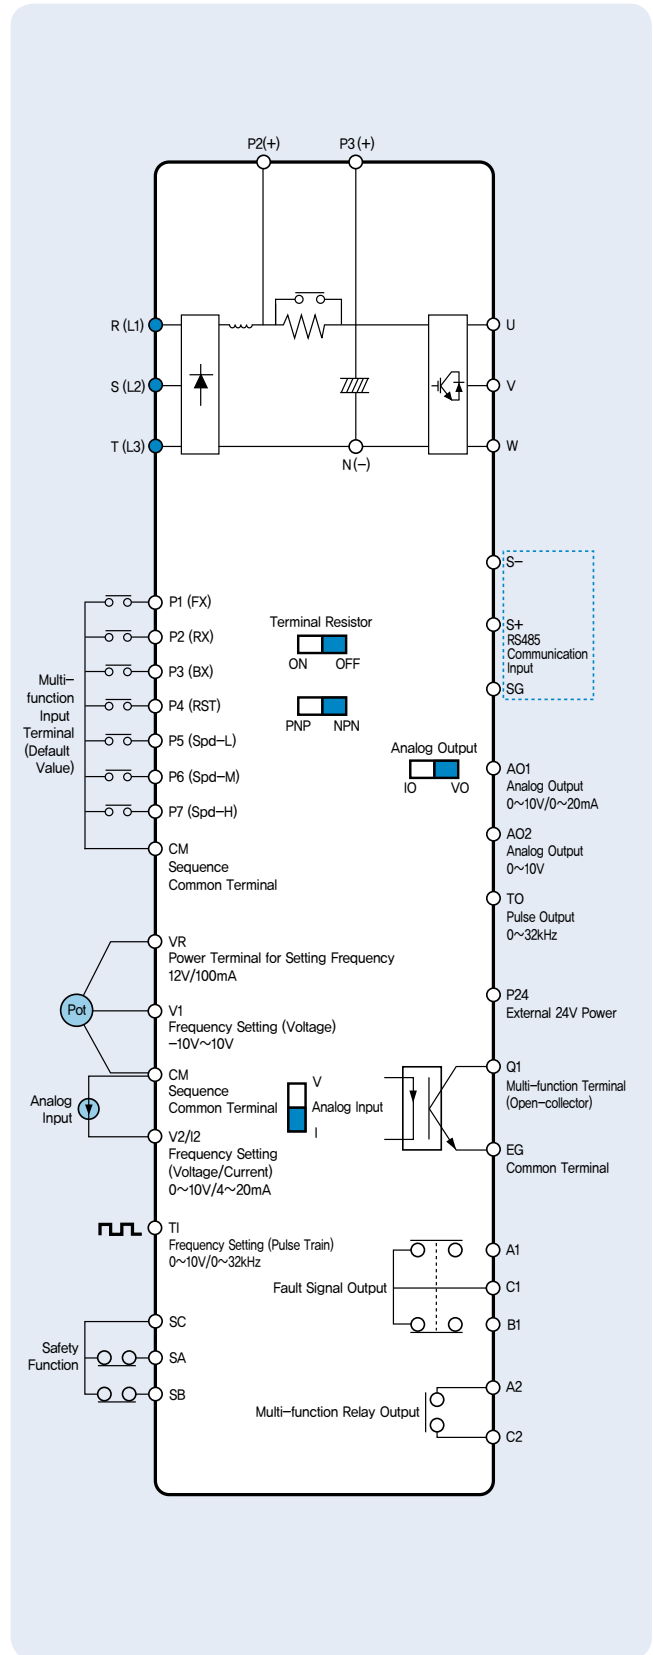 P2(+)
P3(+)
R (L1)
U
S (L2)
V
T (L3)
W
N(−)
S−
S+
RS485
Communication
Input
SG
P1 (FX)
P2 (RX)
P3 (BX)
P4 (RST)
P5 (Spd−L)
P6 (Spd−M)
P7 (Spd−H)
CM
Sequence
Common Terminal
Multi−
function
Input
Terminal
(Default
Value)
Terminal Resistor
ON OFF
PNP NPN
Analog Output
IO VO
AO1
Analog Output
0~10V/0~20mA
AO2
Analog Output
0~10V
TO
Pulse Output
0~32kHz
VR
Power Terminal for Setting Frequency
12V/100mA
Pot
V1
Frequency Setting (Voltage)
−10V~10V
P24
External 24V Power
CM
Sequence
Common Terminal
Analog
Input
V2/I2
Frequency Setting
(Voltage/Current)
0~10V/4~20mA
V
Analog Input
I
Q1
Multi−function Terminal
(Open−collector)
EG
Common Terminal
TI
Frequency Setting (Pulse Train)
0~10V/0~32kHz
A1
Fault Signal Output
C1
B1
SC
Safety
Function
SA
SB
A2
Multi−function Relay Output
C2